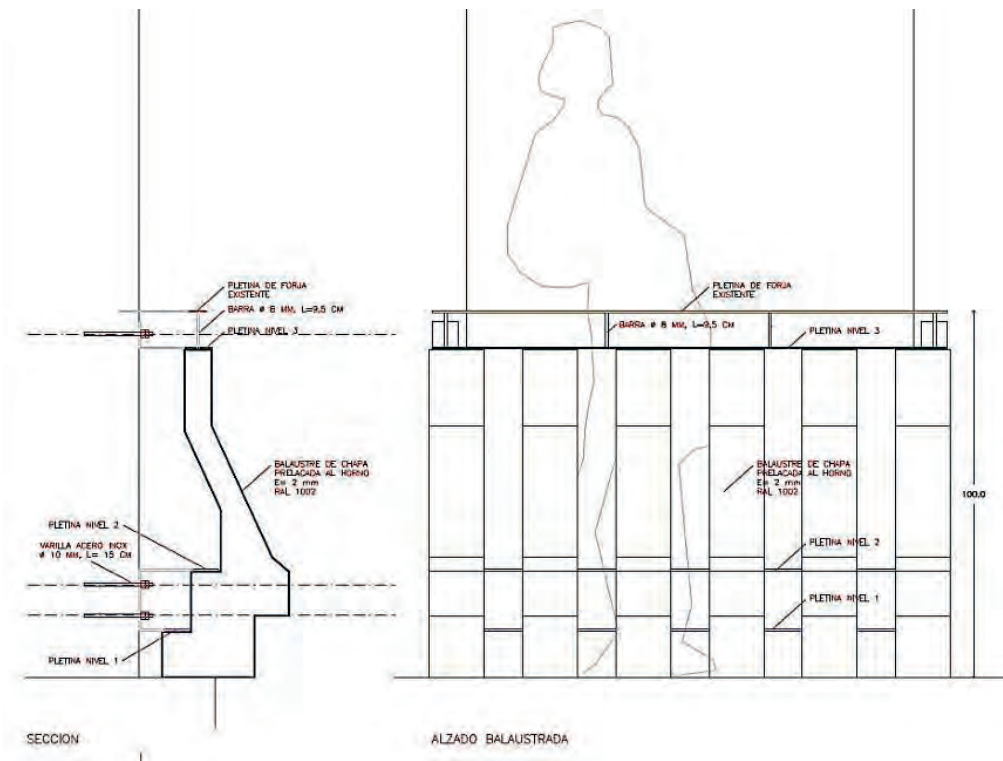 PLETINA DE FORJA
EXISTENTE
BARRA ø 8 MM, L=9,5 CM
PLETINA NIVEL 3
BALAUSTRE DE CHAPA
PRELACADA AL HORNO
E= 2 mm
RAL 1002
PLETINA NIVEL 2
VARILLA ACERO INOX
ø 10 MM, L= 15 CM
PLETINA NIVEL 1
SECCION
PLETINA DE FORJA
EXISTENTE
BARRA ø 8 MM, L=9,5 CM
PLETINA NIVEL 3
BALAUSTRE DE CHAPA
PRELACADA AL HORNO
E= 2 mm
RAL 1002
100.0
PLETINA NIVEL 2
PLETINA NIVEL 1
ALZADO BALAUSTRADA